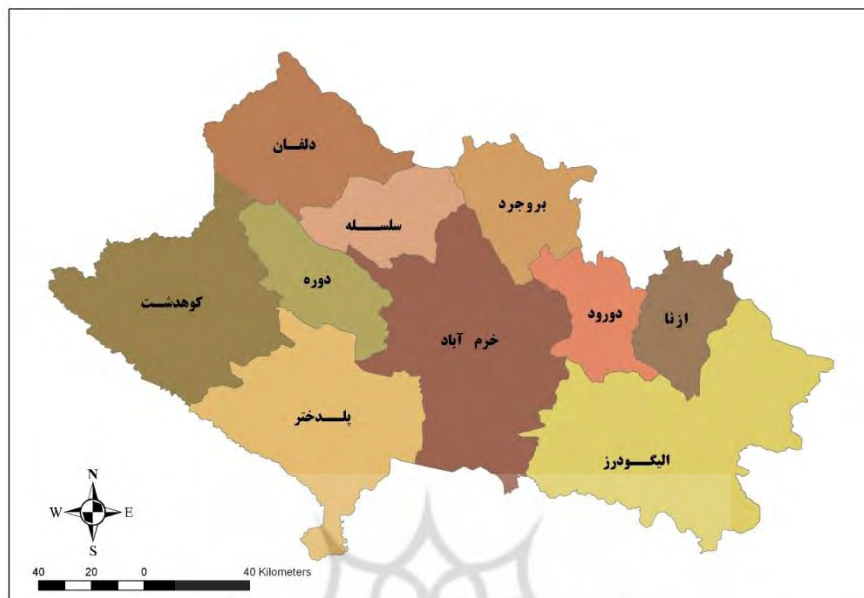 دلفان
بروجرد
سلسله
کوهدشت
دوره
خرم آباد
دورود
ازنا
پلدختر
الیگودرز
N
W E
S
40 20 0 40 Kilometers